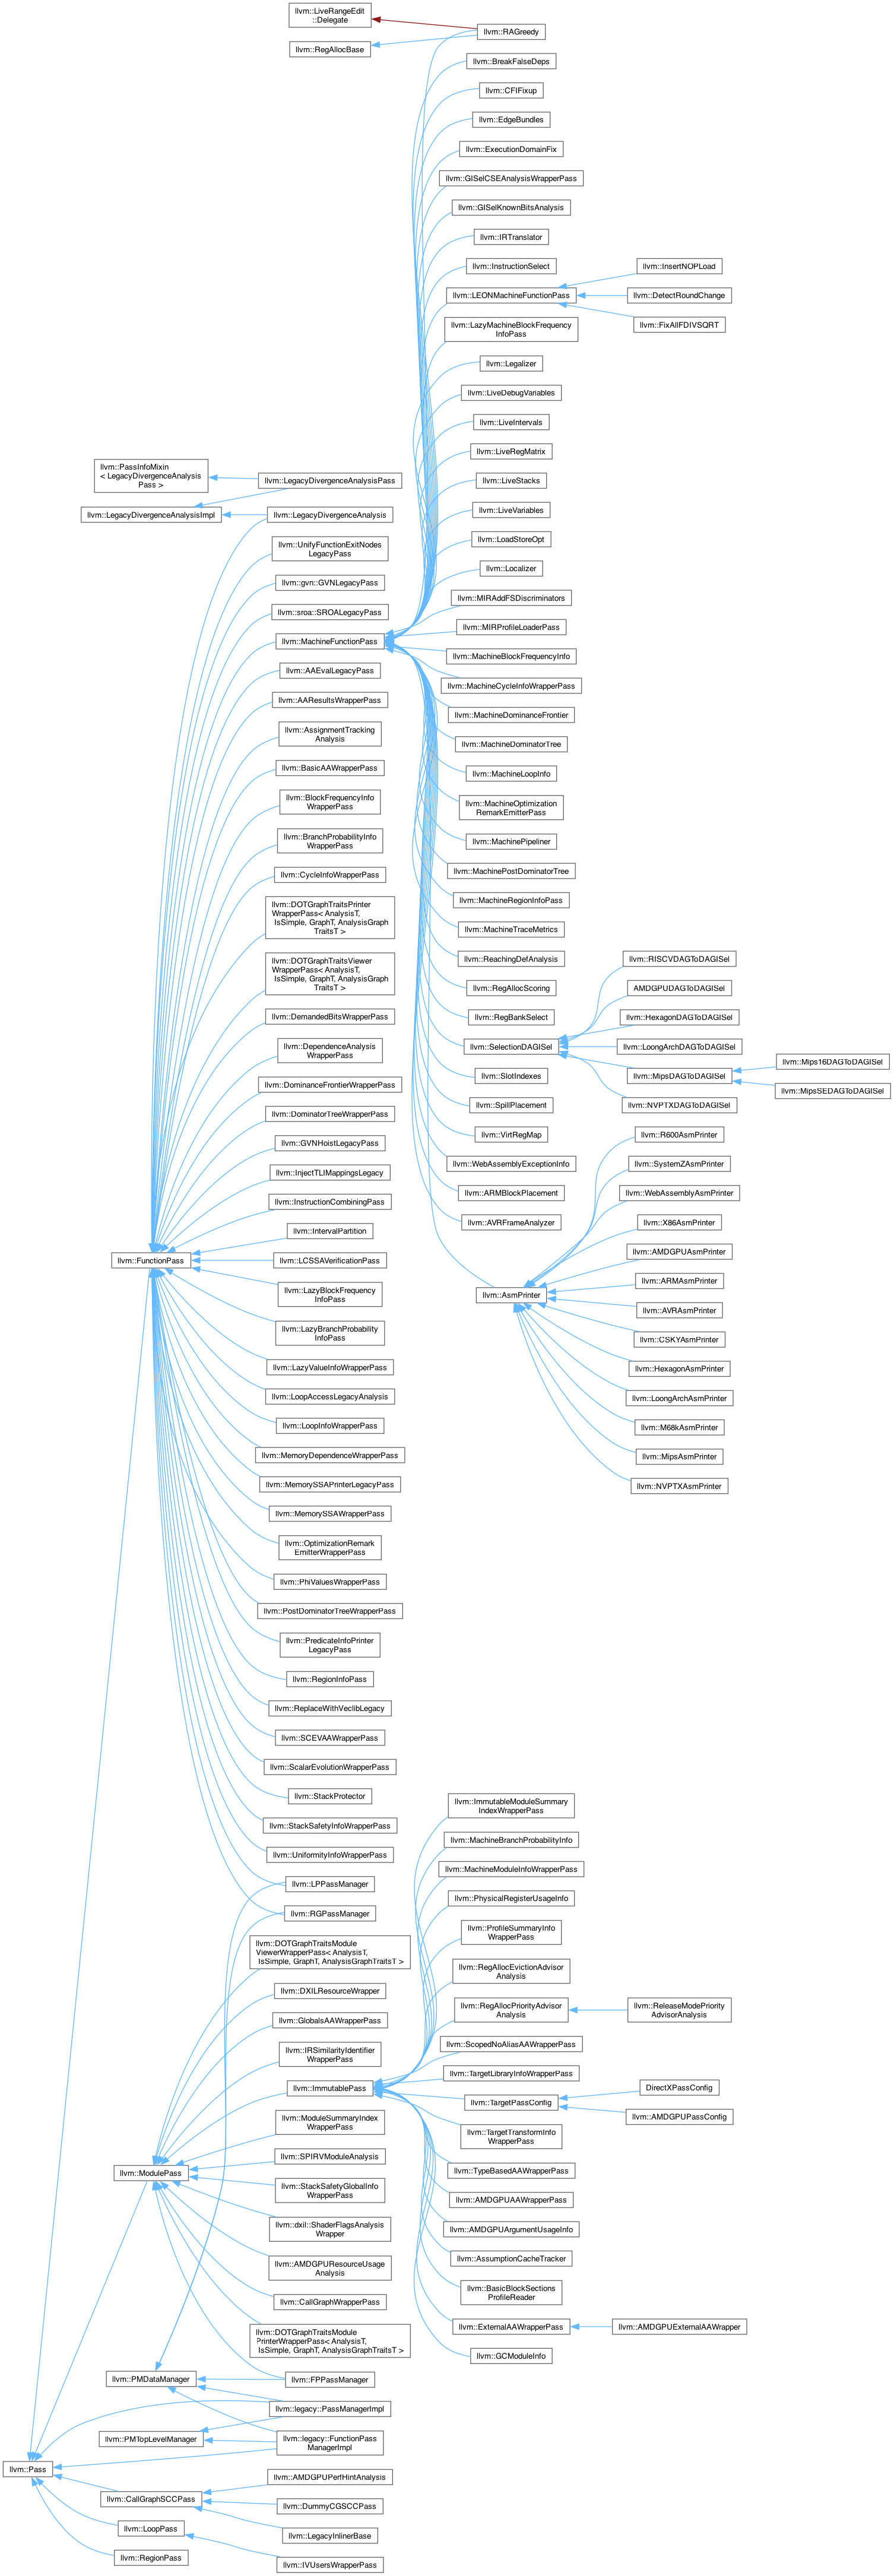 llvm::LiveRangeEdit
::Delegate
llvm::RAGreedy
llvm::RegAllocBase
llvm::BreakFalseDeps
llvm::CFIFixup
llvm::EdgeBundles
llvm::ExecutionDomainFix
llvm::GISelCSEAnalysisWrapperPass
llvm::GISelKnownBitsAnalysis
llvm::IRTranslator
llvm::InstructionSelect
llvm::InsertNOPLoad
llvm::LEONMachineFunctionPass
llvm::DetectRoundChange
llvm::FixAllFDIVSQRT
llvm::LazyMachineBlockFrequency
InfoPass
llvm::Legalizer
llvm::LiveDebugVariables
llvm::LiveIntervals
llvm::LiveRegMatrix
llvm::PassInfoMixin
< LegacyDivergenceAnalysis
Pass >
llvm::LegacyDivergenceAnalysisPass
llvm::LiveStacks
llvm::LegacyDivergenceAnalysisImpl
llvm::LegacyDivergenceAnalysis
llvm::LiveVariables
llvm::UnifyFunctionExitNodes
LegacyPass
llvm::LoadStoreOpt
llvm::gvn::GVNLegacyPass
llvm::Localizer
llvm::sroa::SROALegacyPass
llvm::MIRAddFSDiscriminators
llvm::MIRProfileLoaderPass
llvm::MachineFunctionPass
llvm::MachineBlockFrequencyInfo
llvm::AAEvalLegacyPass
llvm::MachineCycleInfoWrapperPass
llvm::AAResultsWrapperPass
llvm::MachineDominanceFrontier
llvm::AssignmentTracking
Analysis
llvm::MachineDominatorTree
llvm::BasicAAWrapperPass
llvm::MachineLoopInfo
llvm::BlockFrequencyInfo
WrapperPass
llvm::MachineOptimization
RemarkEmitterPass
llvm::BranchProbabilityInfo
WrapperPass
llvm::MachinePipeliner
llvm::CycleInfoWrapperPass
llvm::MachinePostDominatorTree
llvm::DOTGraphTraitsPrinter
WrapperPass< AnalysisT,
IsSimple, GraphT, AnalysisGraph
TraitsT >
llvm::MachineRegionInfoPass
llvm::MachineTraceMetrics
llvm::DOTGraphTraitsViewer
WrapperPass< AnalysisT,
IsSimple, GraphT, AnalysisGraph
TraitsT >
llvm::ReachingDefAnalysis
llvm::RISCVDAGToDAGISel
llvm::RegAllocScoring
AMDGPUDAGToDAGISel
llvm::DemandedBitsWrapperPass
llvm::RegBankSelect
llvm::HexagonDAGToDAGISel
llvm::DependenceAnalysis
WrapperPass
llvm::SelectionDAGISel
llvm::LoongArchDAGToDAGISel
llvm::Mips16DAGToDAGISel
llvm::DominanceFrontierWrapperPass
llvm::SlotIndexes
llvm::MipsDAGToDAGISel
llvm::MipsSEDAGToDAGISel
llvm::DominatorTreeWrapperPass
llvm::SpillPlacement
llvm::NVPTXDAGToDAGISel
llvm::GVNHoistLegacyPass
llvm::VirtRegMap
llvm::R600AsmPrinter
llvm::InjectTLIMappingsLegacy
llvm::WebAssemblyExceptionInfo
llvm::SystemZAsmPrinter
llvm::InstructionCombiningPass
llvm::ARMBlockPlacement
llvm::WebAssemblyAsmPrinter
llvm::IntervalPartition
llvm::AVRFrameAnalyzer
llvm::X86AsmPrinter
llvm::FunctionPass
llvm::LCSSAVerificationPass
llvm::AMDGPUAsmPrinter
llvm::LazyBlockFrequency
InfoPass
llvm::AsmPrinter
llvm::ARMAsmPrinter
llvm::AVRAsmPrinter
llvm::LazyBranchProbability
InfoPass
llvm::CSKYAsmPrinter
llvm::LazyValueInfoWrapperPass
llvm::HexagonAsmPrinter
llvm::LoopAccessLegacyAnalysis
llvm::LoongArchAsmPrinter
llvm::LoopInfoWrapperPass
llvm::M68kAsmPrinter
llvm::MemoryDependenceWrapperPass
llvm::MipsAsmPrinter
llvm::MemorySSAPrinterLegacyPass
llvm::NVPTXAsmPrinter
llvm::MemorySSAWrapperPass
llvm::OptimizationRemark
EmitterWrapperPass
llvm::PhiValuesWrapperPass
llvm::PostDominatorTreeWrapperPass
llvm::PredicateInfoPrinter
LegacyPass
llvm::RegionInfoPass
llvm::ReplaceWithVeclibLegacy
llvm::SCEVAAWrapperPass
llvm::ScalarEvolutionWrapperPass
llvm::StackProtector
llvm::ImmutableModuleSummary
IndexWrapperPass
llvm::StackSafetyInfoWrapperPass
llvm::MachineBranchProbabilityInfo
llvm::UniformityInfoWrapperPass
llvm::MachineModuleInfoWrapperPass
llvm::LPPassManager
llvm::PhysicalRegisterUsageInfo
llvm::RGPassManager
llvm::ProfileSummaryInfo
WrapperPass
llvm::DOTGraphTraitsModule
ViewerWrapperPass< AnalysisT,
IsSimple, GraphT, AnalysisGraphTraitsT >
llvm::RegAllocEvictionAdvisor
Analysis
llvm::DXILResourceWrapper
llvm::RegAllocPriorityAdvisor
Analysis
llvm::ReleaseModePriority
AdvisorAnalysis
llvm::GlobalsAAWrapperPass
llvm::ScopedNoAliasAAWrapperPass
llvm::IRSimilarityIdentifier
WrapperPass
llvm::TargetLibraryInfoWrapperPass
llvm::ImmutablePass
DirectXPassConfig
llvm::TargetPassConfig
llvm::AMDGPUPassConfig
llvm::ModuleSummaryIndex
WrapperPass
llvm::TargetTransformInfo
WrapperPass
llvm::SPIRVModuleAnalysis
llvm::ModulePass
llvm::TypeBasedAAWrapperPass
llvm::StackSafetyGlobalInfo
WrapperPass
llvm::AMDGPUAAWrapperPass
llvm::dxil::ShaderFlagsAnalysis
Wrapper
llvm::AMDGPUArgumentUsageInfo
llvm::AMDGPUResourceUsage
Analysis
llvm::AssumptionCacheTracker
llvm::CallGraphWrapperPass
llvm::BasicBlockSections
ProfileReader
llvm::DOTGraphTraitsModule
PrinterWrapperPass< AnalysisT,
IsSimple, GraphT, AnalysisGraphTraitsT >
llvm::ExternalAAWrapperPass
llvm::AMDGPUExternalAAWrapper
llvm::GCModuleInfo
llvm::PMDataManager
llvm::FPPassManager
llvm::legacy::PassManagerImpl
llvm::PMTopLevelManager
llvm::legacy::FunctionPass
ManagerImpl
llvm::Pass
llvm::AMDGPUPerfHintAnalysis
llvm::CallGraphSCCPass
llvm::DummyCGSCCPass
llvm::LoopPass
llvm::LegacyInlinerBase
llvm::RegionPass
llvm::IVUsersWrapperPass